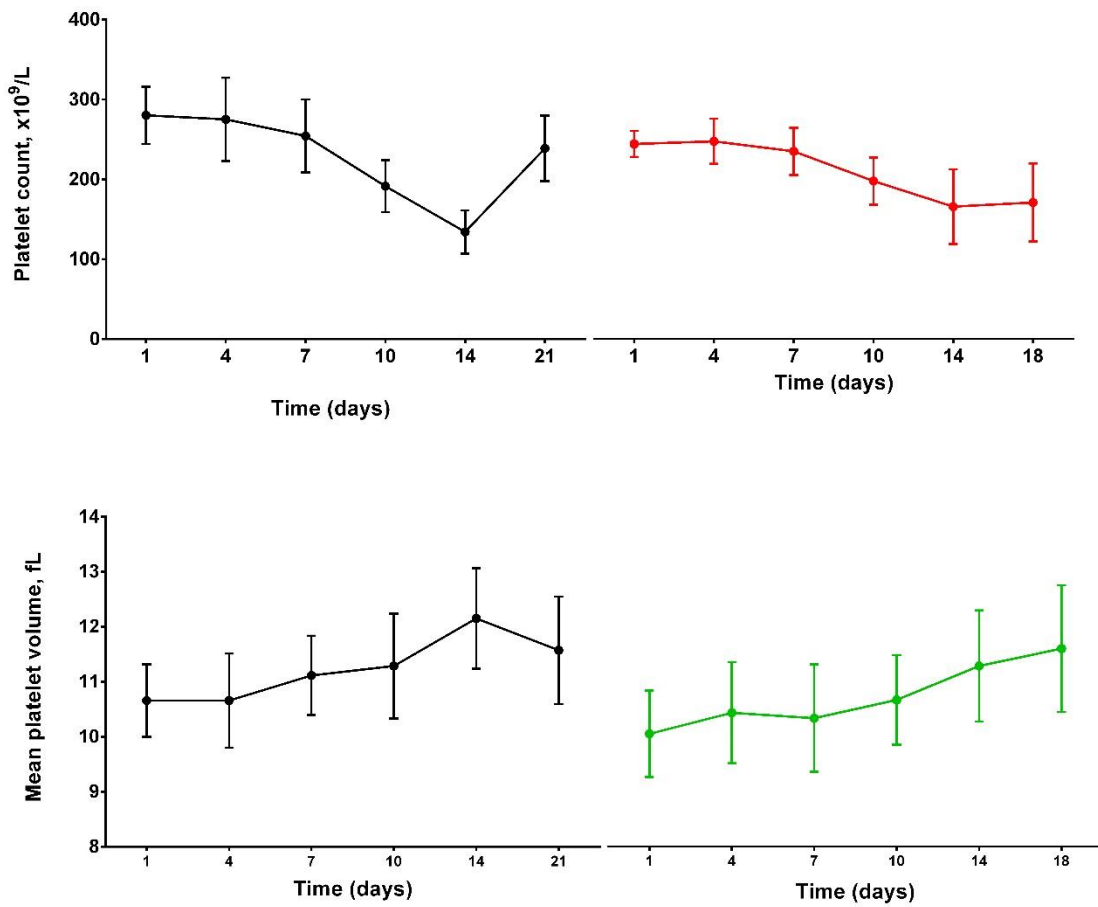 400
300
200
100
0
Platelet count, x10⁹/L
1 4 7 10 14 21
Time (days)
1 4 7 10 14 18
Time (days)
14
13
12
11
10
9
8
Mean platelet volume, fL
1 4 7 10 14 21
Time (days)
1 4 7 10 14 18
Time (days)